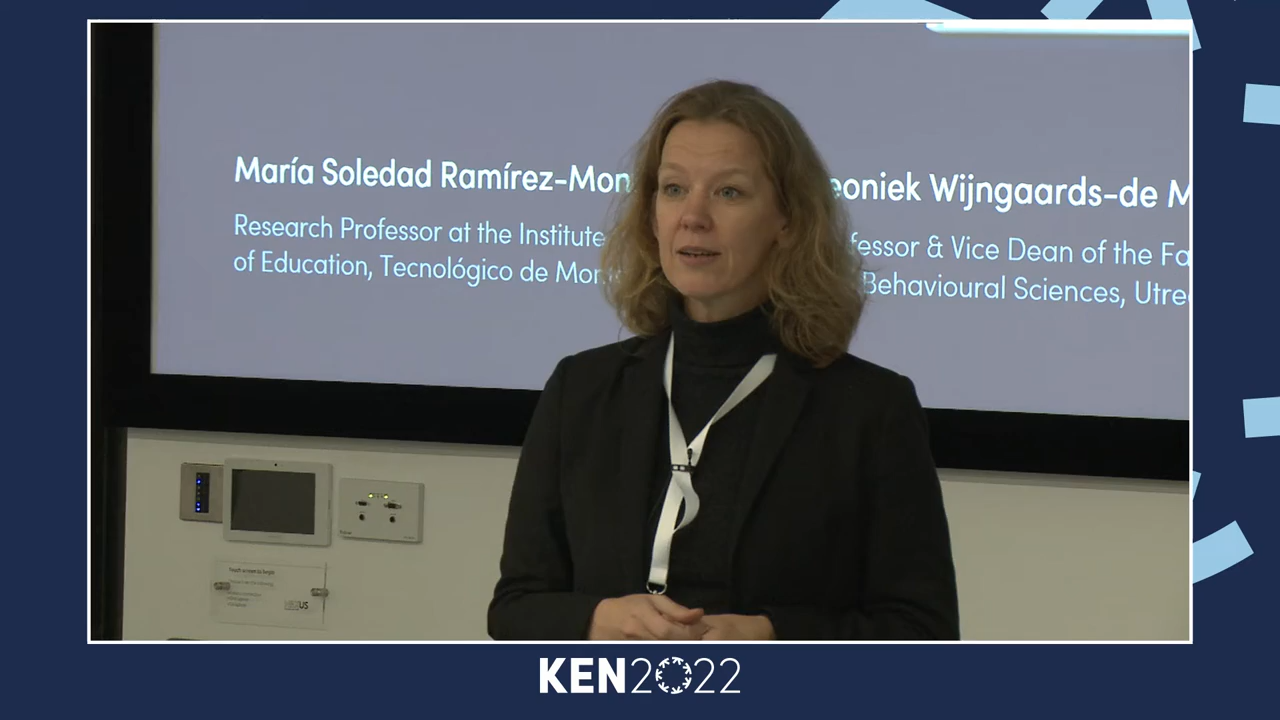 María Soledad Ramírez-Mon
Research Professor at the Institute
of Education, Tecnológico de Mon
eoniek Wijngaards-de M
fessor & Vice Dean of the Fa
Behavioural Sciences, Utre
KEN2022